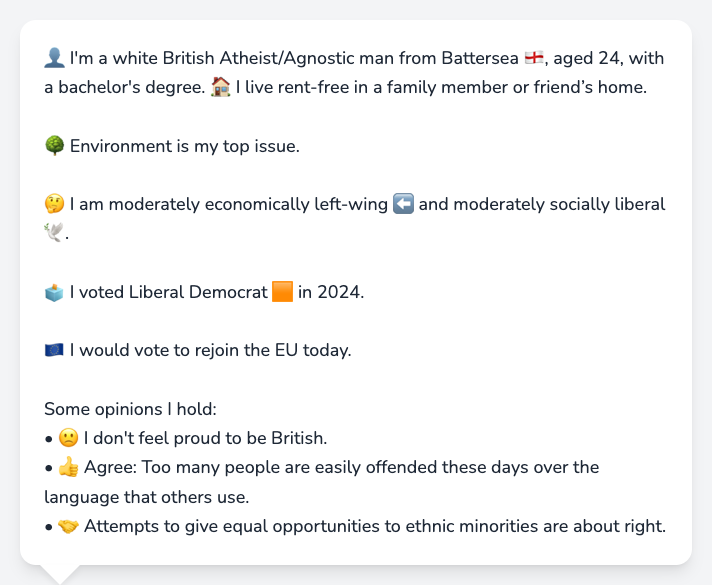 👤 I'm a white British Atheist/Agnostic man from Battersea 🏴󠁧󠁢󠁥󠁮󠁧󠁿, aged 24, with
a bachelor's degree. 🏠 I live rent-free in a family member or friend’s home.
🌳 Environment is my top issue.
🤔 I am moderately economically left-wing ⬅️ and moderately socially liberal
🕊️.
🗳️ I voted Liberal Democrat 🟧 in 2024.
🇪🇺 I would vote to rejoin the EU today.
Some opinions I hold:
• 🙁 I don't feel proud to be British.
• 👍 Agree: Too many people are easily offended these days over the
language that others use.
• 🤝 Attempts to give equal opportunities to ethnic minorities are about right.